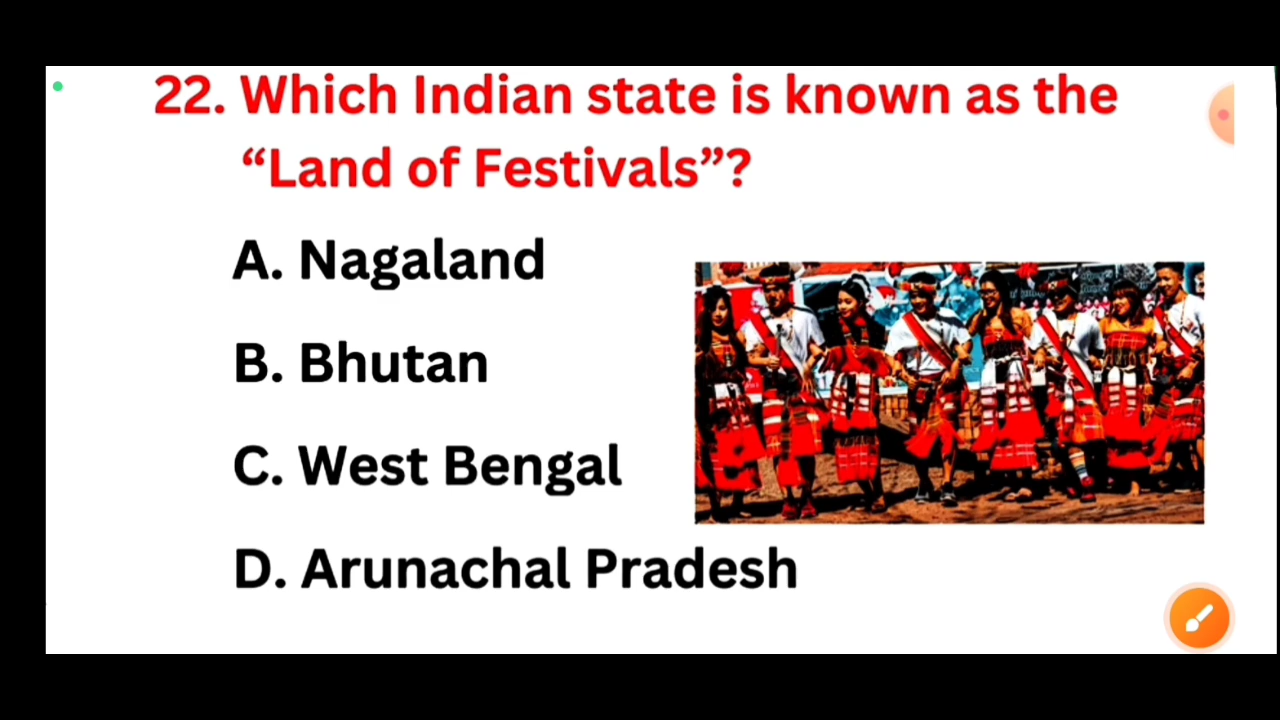 22. Which Indian state is known as the
“Land of Festivals”?
A. Nagaland
B. Bhutan
C. West Bengal
D. Arunachal Pradesh